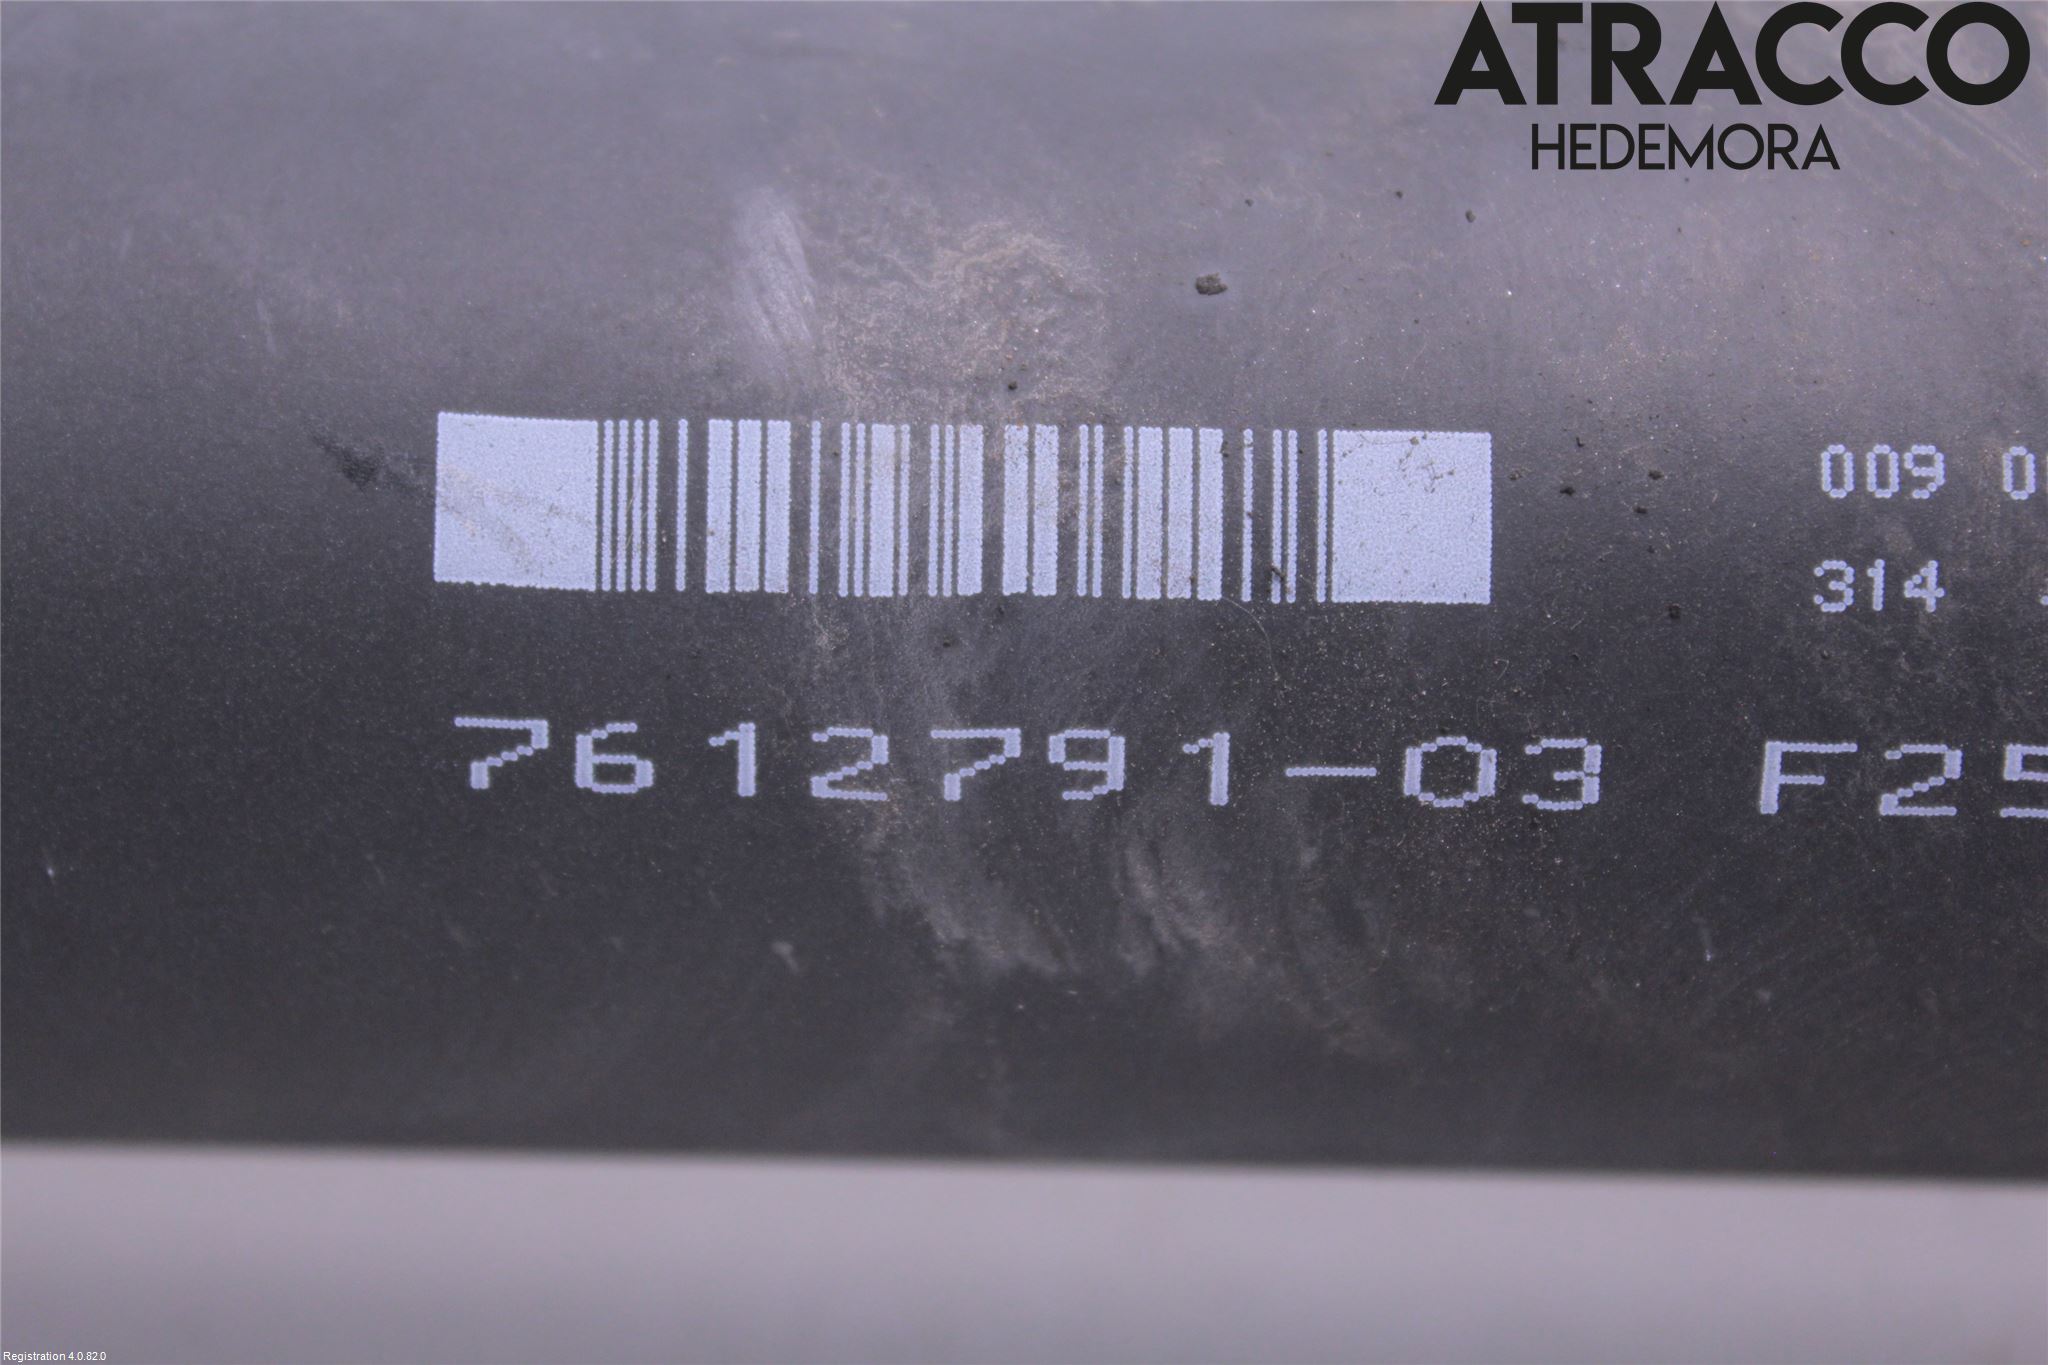 ATRACCO
HEDEMORA
009
314
7612791-03 F25
Registration 4.0.82.0